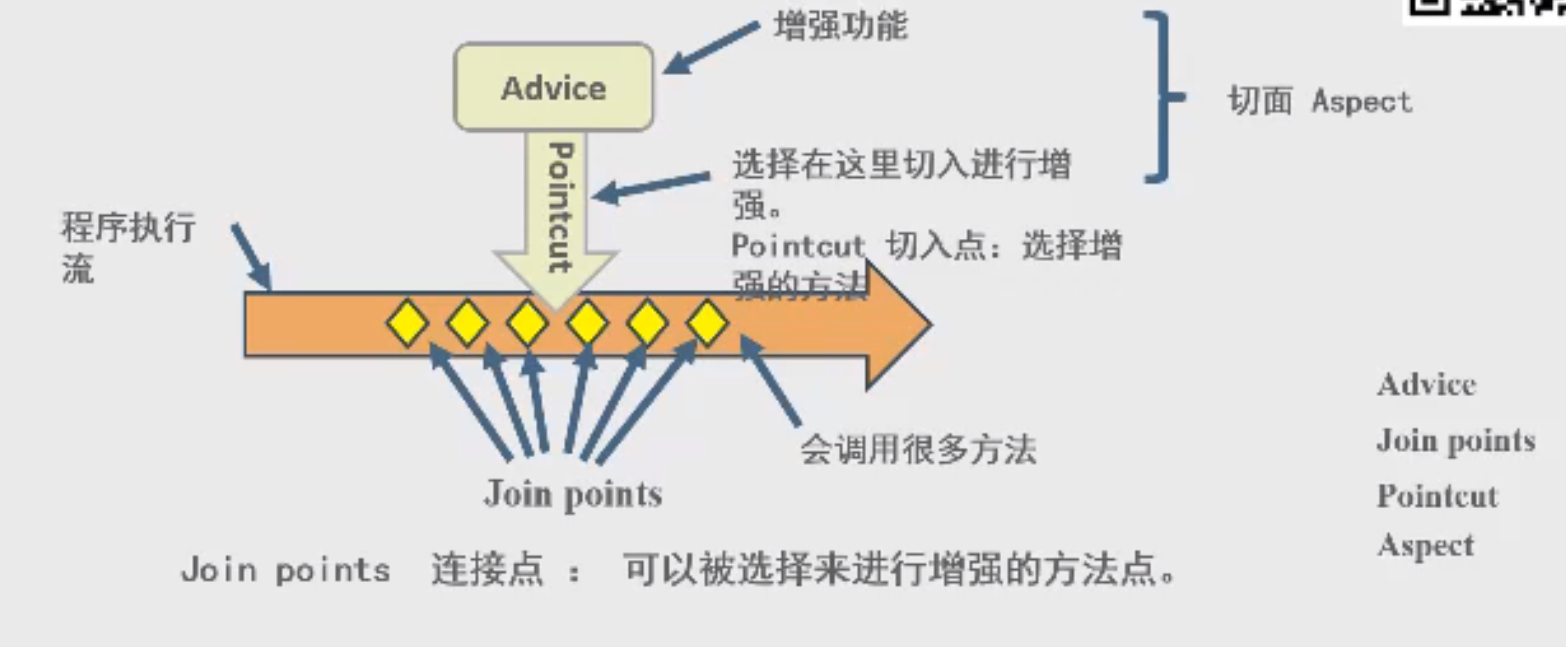 增强功能
Advice
切面 Aspect
Pointcut
选择在这里切入进行增
强。
Pointcut 切入点：选择增
强的方法
程序执行
流
会调用很多方法
Join points
Join points 连接点 ： 可以被选择来进行增强的方法点。
Advice
Join points
Pointcut
Aspect